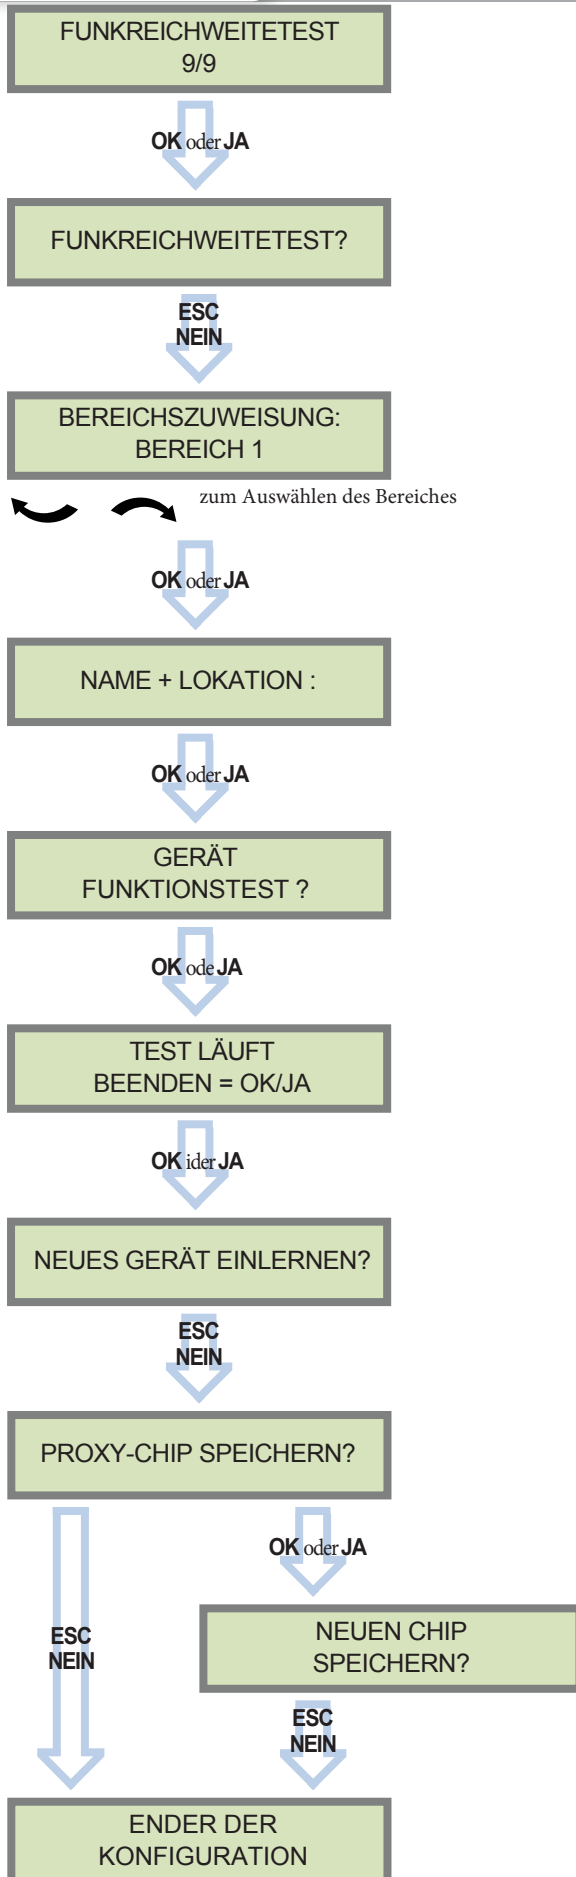 FUNKREICHWEITETEST
9/9
OK oder JA
FUNKREICHWEITETEST?
ESC
NEIN
BEREICHSZUWEISUNG:
BEREICH 1
zum Auswählen des Bereiches
OK oder JA
NAME + LOKATION :
OK oder JA
GERÄT
FUNKTIONSTEST ?
OK ode JA
TEST LÄUFT
BEENDEN = OK/JA
OK ider JA
NEUES GERÄT EINLERNEN?
ESC
NEIN
PROXY-CHIP SPEICHERN?
OK oder JA
ESC
NEIN
NEUEN CHIP
SPEICHERN?
ESC
NEIN
ENDER DER
KONFIGURATION